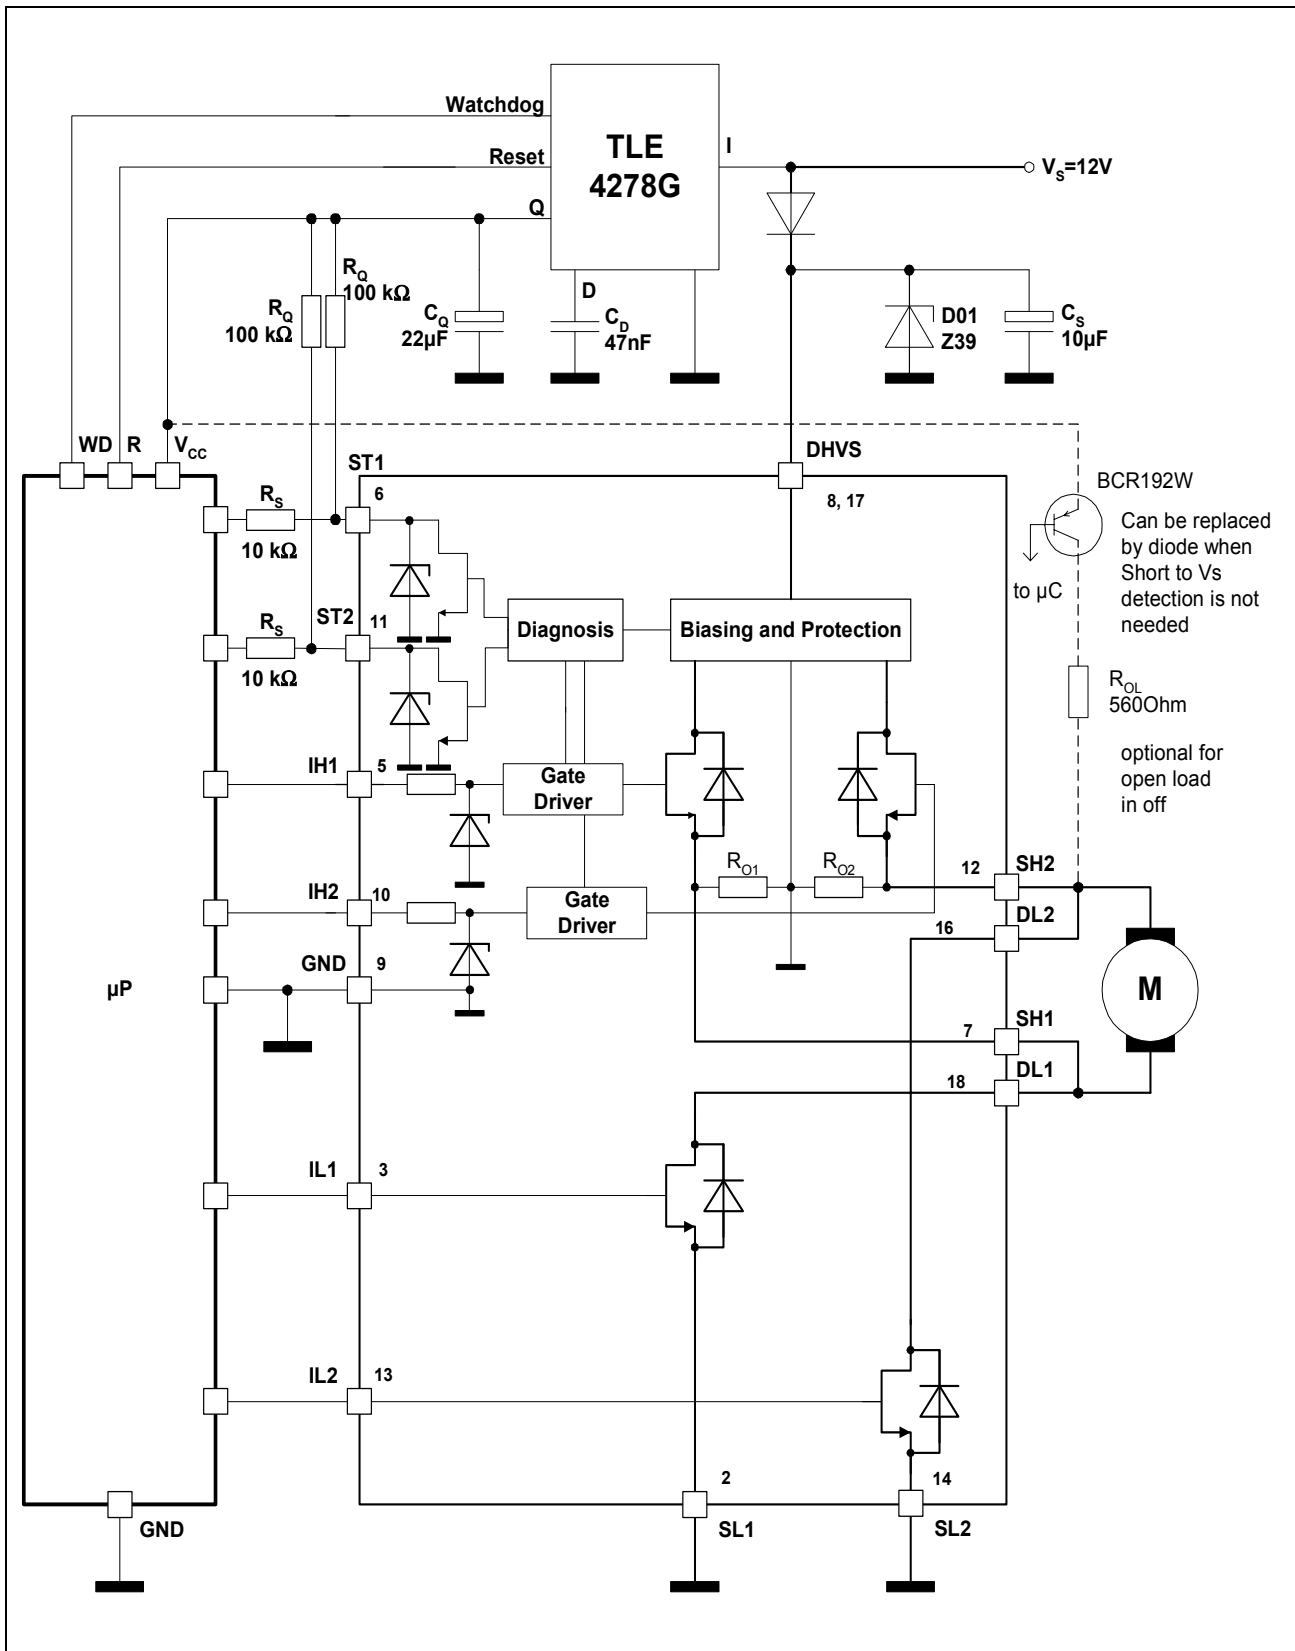 Watchdog
TLE
4278G
I
Reset
V_S=12V
Q
R_Q
100 kΩ
R_Q
100 kΩ
C_Q
22µF
D
C_D
47nF
D01
Z39
C_S
10µF
WD
R
V_CC
ST1
DHVS
6
8, 17
BCR192W
R_S
10 kΩ
Can be replaced
by diode when
Short to Vs
detection is not
needed
to µC
ST2
11
R_S
10 kΩ
Diagnosis
Biasing and Protection
R_OL
560Ohm
optional for
open load
in off
IH1
5
Gate
Driver
R_O1
R_O2
12
SH2
IH2
10
Gate
Driver
DL2
16
GND
9
µP
M
SH1
7
DL1
18
IL1
3
IL2
13
2
14
GND
SL1
SL2